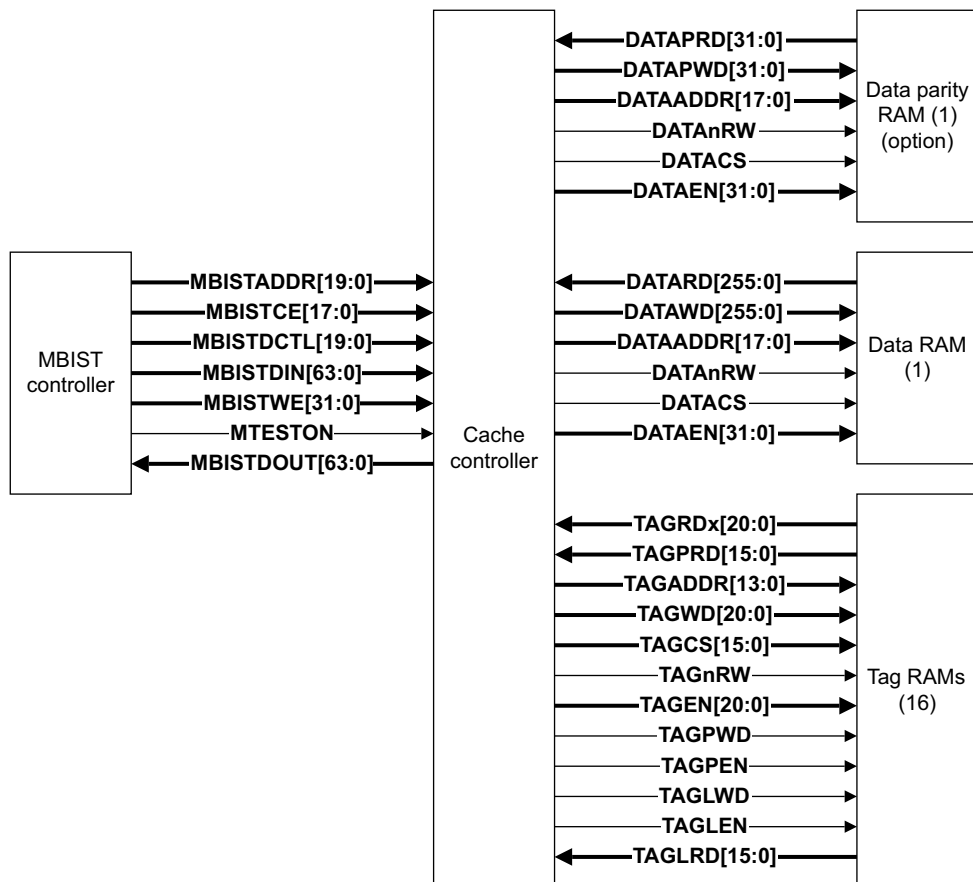 DATAPRD[31:0]
DATAPWD[31:0]
DATAADDR[17:0]
DATAnRW
DATACS
DATAEN[31:0]
Data parity
RAM (1)
(option)
MBIST
controller
MBISTADDR[19:0]
MBISTCE[17:0]
MBISTDCTL[19:0]
MBISTDIN[63:0]
MBISTWE[31:0]
MTESTON
MBISTDOUT[63:0]
Cache
controller
DATARD[255:0]
DATAWD[255:0]
DATAADDR[17:0]
DATAnRW
DATACS
DATAEN[31:0]
Data RAM
(1)
TAGRDx[20:0]
TAGPRD[15:0]
TAGADDR[13:0]
TAGWD[20:0]
TAGCS[15:0]
TAGnRW
TAGEN[20:0]
TAGPWD
TAGPEN
TAGLWD
TAGLEN
TAGLRD[15:0]
Tag RAMs
(16)